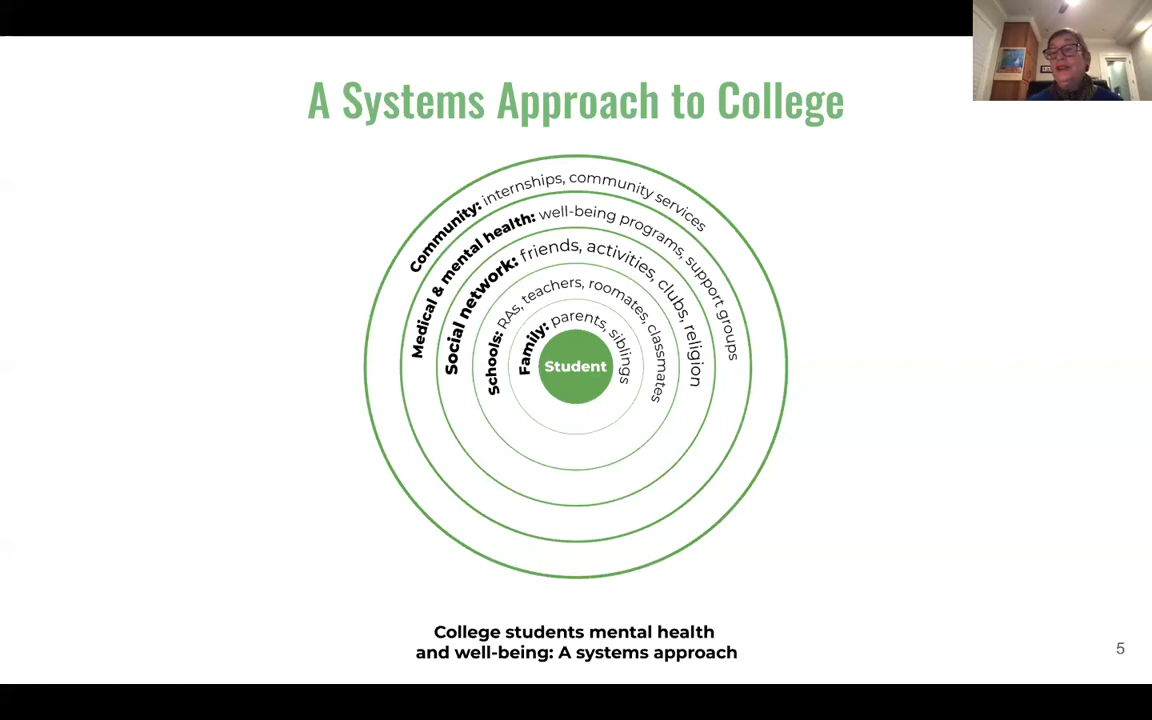 A Systems Approach to College
Community: internships, community services
Medical & mental health: well-being programs, support groups
Social network: friends, activities, clubs, religion
Schools: RAs, teachers, roomates, classmates
Family: parents, siblings
Student
College students mental health
and well-being: A systems approach
5